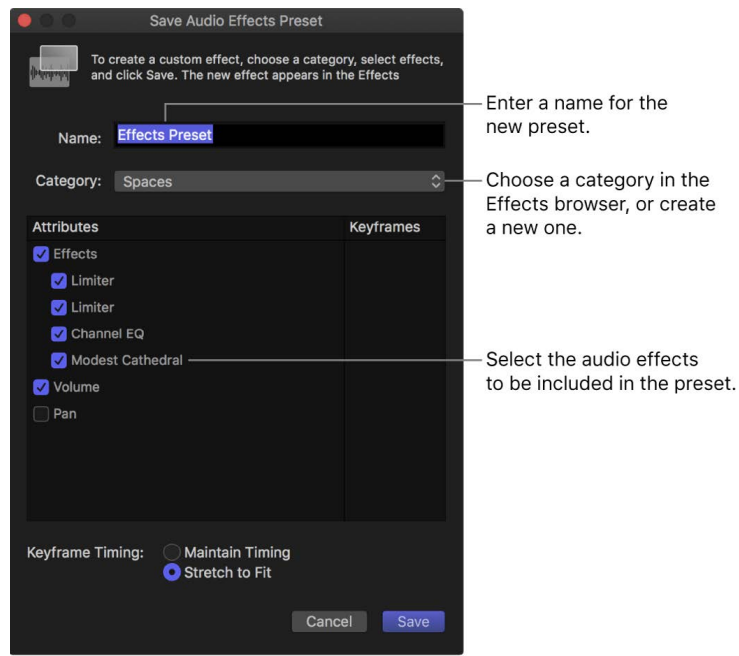 Save Audio Effects Preset
To create a custom effect, choose a category, select effects,
and click Save. The new effect appears in the Effects
Enter a name for the
new preset.
Name: Effects Preset
Category: Spaces
Choose a category in the
Effects browser, or create
a new one.
Attributes Keyframes
Effects
Limiter
Limiter
Channel EQ
Modest Cathedral
Select the audio effects
to be included in the preset.
Volume
Pan
Keyframe Timing: Maintain Timing
Stretch to Fit
Cancel Save